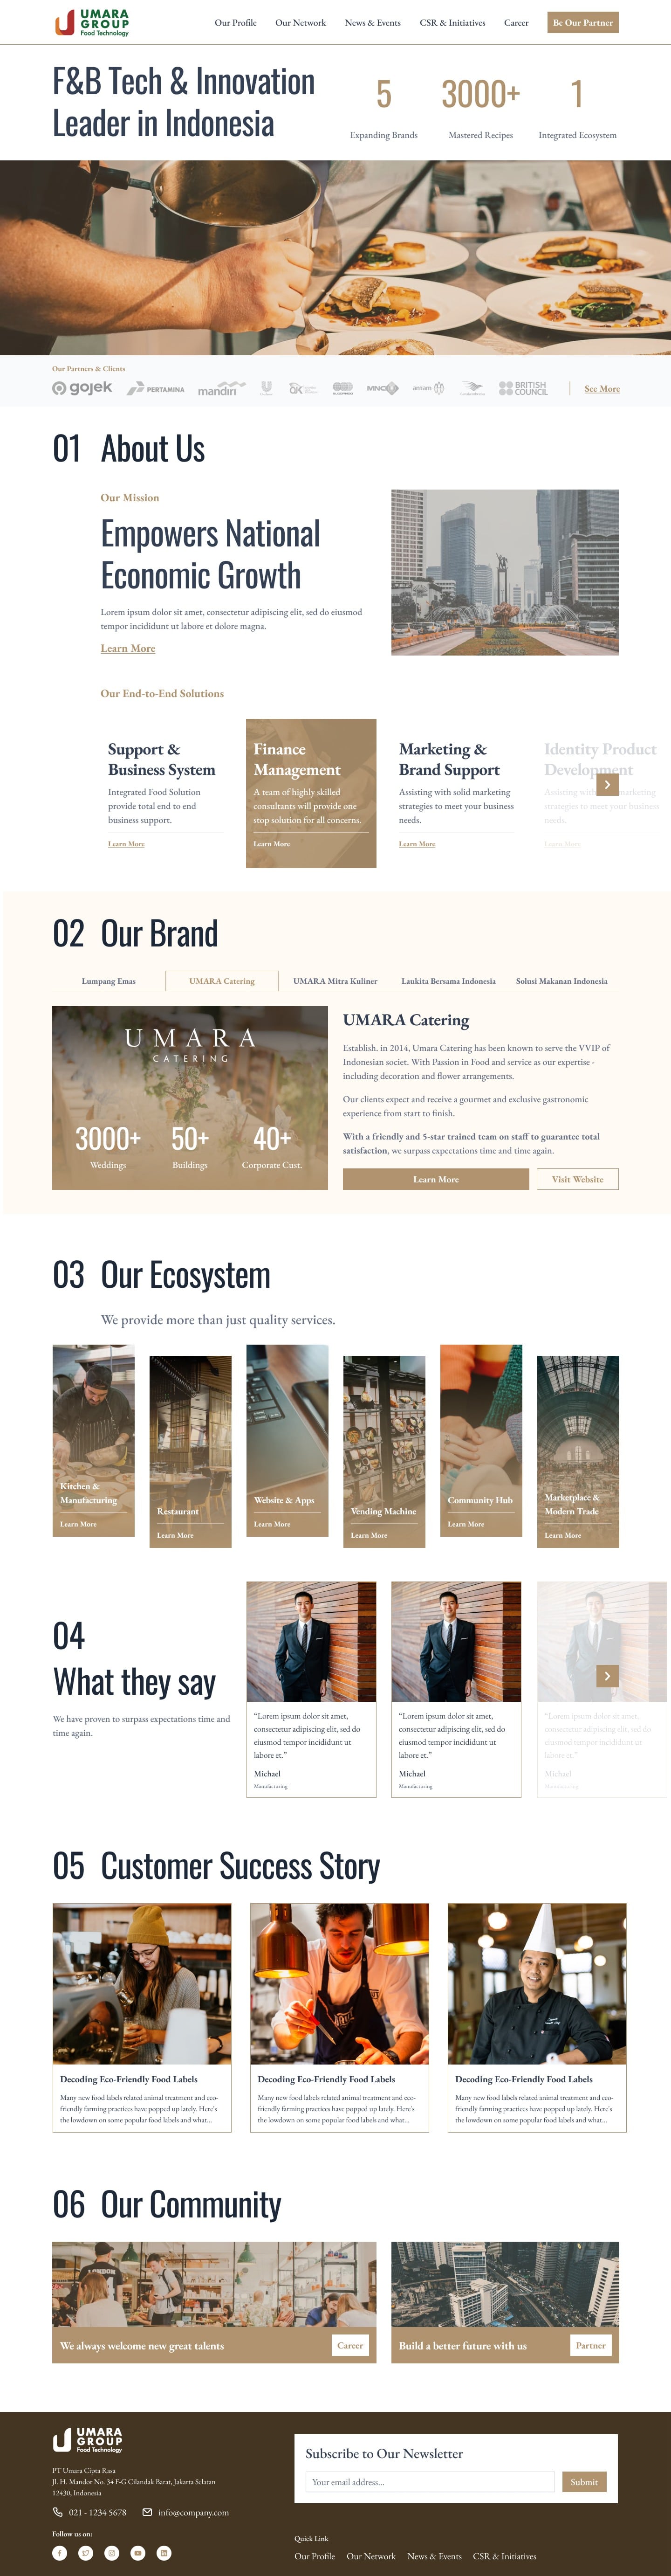 UMARA
GROUP
Food Technology
Our Profile
Our Network
News & Events
CSR & Initiatives
Career
Be Our Partner
F&B Tech & Innovation
Leader in Indonesia
5
Expanding Brands
3000+
Mastered Recipes
1
Integrated Ecosystem
Our Partners & Clients
gojek
PERTAMINA
mandiri
MNC
antam
BRITISH
COUNCIL
See More
01 About Us
Our Mission
Empowers National
Economic Growth
Lorem ipsum dolor sit amet, consectetur adipiscing elit, sed do eiusmod
tempor incididunt ut labore et dolore magna.
Learn More
Our End-to-End Solutions
Support &
Business System
Integrated Food Solution
provide total end to end
business support.
Learn More
Finance
Management
A team of highly skilled
consultants will provide one
stop solution for all concerns.
Learn More
Marketing &
Brand Support
Assisting with solid marketing
strategies to meet your business
needs.
Learn More
Identity Product
Development
Assisting with marketing
strategies to meet your business
needs.
Learn More
02 Our Brand
Lumpang Emas
UMARA Catering
UMARA Mitra Kuliner
Laukita Bersama Indonesia
Solusi Makanan Indonesia
UMARA
CATERING
3000+
Weddings
50+
Buildings
40+
Corporate Cust.
UMARA Catering
Establish. in 2014, Umara Catering has been known to serve the VVIP of
Indonesian societ. With Passion in Food and service as our expertise -
including decoration and flower arrangements.
Our clients expect and receive a gourmet and exclusive gastronomic
experience from start to finish.
With a friendly and 5-star trained team on staff to guarantee total
satisfaction, we surpass expectations time and time again.
Learn More
Visit Website
03 Our Ecosystem
We provide more than just quality services.
Kitchen &
Manufacturing
Learn More
Restaurant
Learn More
Website & Apps
Learn More
Vending Machine
Learn More
Community Hub
Learn More
Marketplace &
Modern Trade
Learn More
04
What they say
We have proven to surpass expectations time and
time again.
“Lorem ipsum dolor sit amet,
consectetur adipiscing elit, sed do
eiusmod tempor incididunt ut
labore et.”
Michael
Manufacturing
“Lorem ipsum dolor sit amet,
consectetur adipiscing elit, sed do
eiusmod tempor incididunt ut
labore et.”
Michael
Manufacturing
“Lorem ipsum dolor sit amet,
consectetur adipiscing elit, sed do
eiusmod tempor incididunt ut
labore et.”
Michael
Manufacturing
05 Customer Success Story
Decoding Eco-Friendly Food Labels
Many new food labels related animal treatment and eco-
friendly farming practices have popped up lately. Here's
the lowdown on some popular food labels and what...
Decoding Eco-Friendly Food Labels
Many new food labels related animal treatment and eco-
friendly farming practices have popped up lately. Here's
the lowdown on some popular food labels and what...
Decoding Eco-Friendly Food Labels
Many new food labels related animal treatment and eco-
friendly farming practices have popped up lately. Here's
the lowdown on some popular food labels and what...
06 Our Community
We always welcome new great talents
Career
Build a better future with us
Partner
UMARA
GROUP
Food Technology
PT Umara Cipta Rasa
Jl. H. Mandor No. 34 F-G Cilandak Barat, Jakarta Selatan
12430, Indonesia
021 - 1234 5678
info@company.com
Follow us on:
Subscribe to Our Newsletter
Your email address...
Submit
Quick Link
Our Profile
Our Network
News & Events
CSR & Initiatives